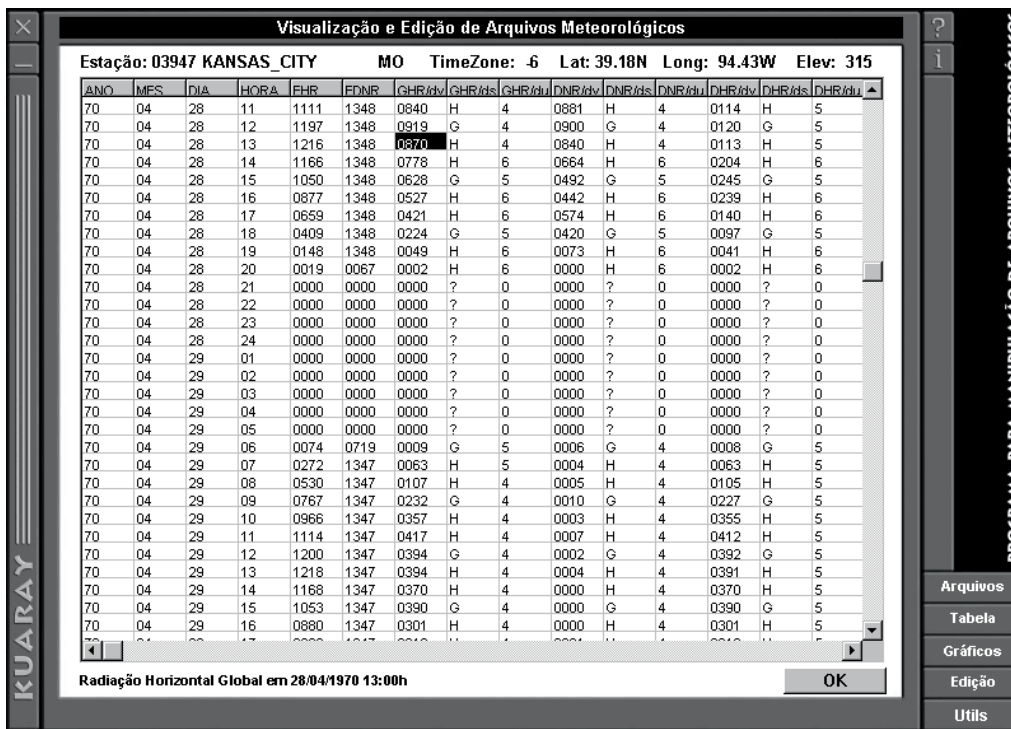 Visualização e Edição de Arquivos Meteorológicos
Estação: 03947 KANSAS_CITY MO TimeZone: -6 Lat: 39.18N Long: 94.43W Elev: 315
ANO MES DIA HORA EHR EDNR GHR/dv GHR/ds GHR/du DNR/dv DNR/ds DNR/du DHR/dv DHR/ds DHR/du
70 04 28 11 1111 1348 0840 H 4 0881 H 4 0114 H 5
70 04 28 12 1197 1348 0919 G 4 0900 G 4 0120 G 5
70 04 28 13 1216 1348 0870 H 4 0840 H 4 0113 H 5
70 04 28 14 1166 1348 0778 H 6 0664 H 6 0204 H 6
70 04 28 15 1050 1348 0628 G 5 0492 G 5 0245 G 5
70 04 28 16 0877 1348 0527 H 6 0442 H 6 0239 H 6
70 04 28 17 0659 1348 0421 H 6 0574 H 6 0140 H 6
70 04 28 18 0409 1348 0224 G 5 0420 G 5 0097 G 5
70 04 28 19 0148 1348 0049 H 6 0073 H 6 0041 H 6
70 04 28 20 0019 0067 0002 H 6 0000 H 6 0002 H 6
70 04 28 21 0000 0000 0000 ? 0 0000 ? 0 0000 ? 0
70 04 28 22 0000 0000 0000 ? 0 0000 ? 0 0000 ? 0
70 04 28 23 0000 0000 0000 ? 0 0000 ? 0 0000 ? 0
70 04 28 24 0000 0000 0000 ? 0 0000 ? 0 0000 ? 0
70 04 29 01 0000 0000 0000 ? 0 0000 ? 0 0000 ? 0
70 04 29 02 0000 0000 0000 ? 0 0000 ? 0 0000 ? 0
70 04 29 03 0000 0000 0000 ? 0 0000 ? 0 0000 ? 0
70 04 29 04 0000 0000 0000 ? 0 0000 ? 0 0000 ? 0
70 04 29 05 0000 0000 0000 ? 0 0000 ? 0 0000 ? 0
70 04 29 06 0074 0719 0009 G 5 0006 G 4 0008 G 5
70 04 29 07 0272 1347 0063 H 5 0004 H 4 0063 H 5
70 04 29 08 0530 1347 0107 H 4 0005 H 4 0105 H 5
70 04 29 09 0767 1347 0232 G 4 0010 G 4 0227 G 5
70 04 29 10 0966 1347 0357 H 4 0003 H 4 0355 H 5
70 04 29 11 1114 1347 0417 H 4 0007 H 4 0412 H 5
70 04 29 12 1200 1347 0394 G 4 0002 G 4 0392 G 5
70 04 29 13 1218 1347 0394 H 4 0004 H 4 0391 H 5
70 04 29 14 1168 1347 0370 H 4 0000 H 4 0370 H 5
70 04 29 15 1053 1347 0390 G 4 0000 G 4 0390 G 5
70 04 29 16 0880 1347 0301 H 4 0000 H 4 0301 H 5
Radiação Horizontal Global em 28/04/1970 13:00h
OK
KUARAY
?
i
Arquivos
Tabela
Gráficos
Edição
Utils